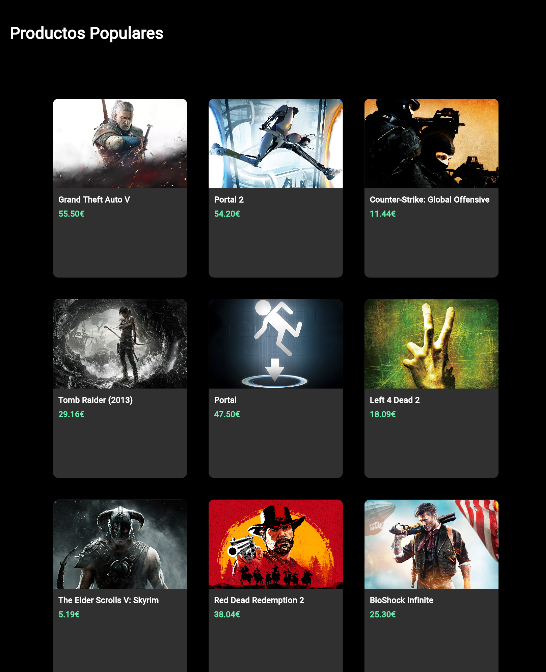 Productos Populares
Grand Theft Auto V
55.50€
Portal 2
54.20€
Counter-Strike: Global Offensive
11.44€
Tomb Raider (2013)
29.16€
Portal
47.50€
Left 4 Dead 2
18.09€
The Elder Scrolls V: Skyrim
5.19€
Red Dead Redemption 2
38.04€
BioShock Infinite
25.30€